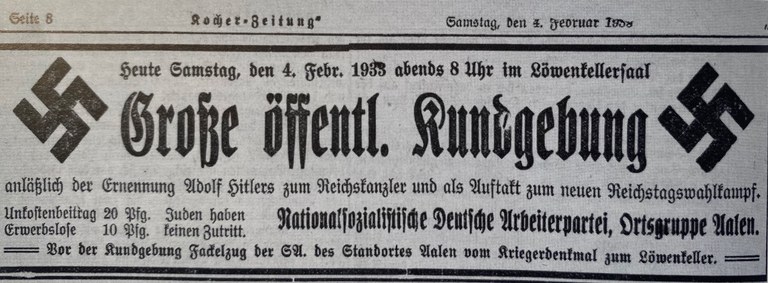 Seite 8 Kocher-Zeitung" Samstag, den 4. Februar 1933
Heute Samstag, den 4. Febr. 1933 abends 8 Uhr im Löwenkellersaal
Große öffentl. Kundgebung
anläßlich der Ernennung Adolf Hitlers zum Reichskanzler und als Auftakt zum neuen Reichstagswahlkampf.
Unkostenbeitrag 20 Pfg. Juden haben
Erwerbslose 10 Pfg. keinen Zutritt.
Nationalsozialistische Deutsche Arbeiterpartei, Ortsgruppe Aalen.
Vor der Kundgebung Fackelzug der SA. des Standortes Aalen vom Kriegerdenkmal zum Löwenkeller.